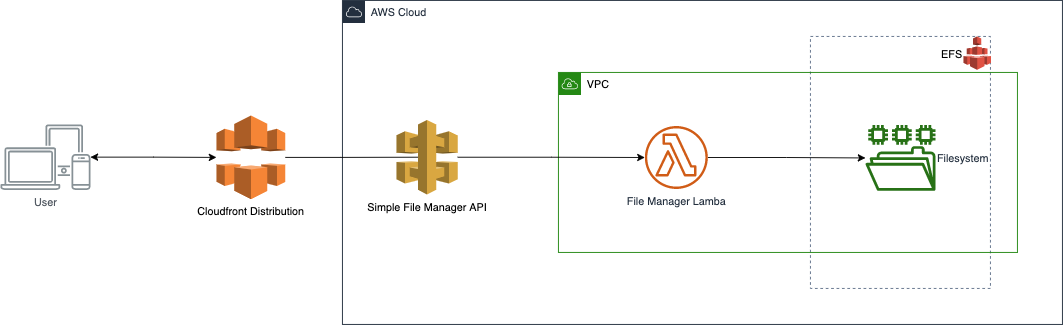 AWS Cloud
EFS
VPC
Filesystem
User
Cloudfront Distribution
Simple File Manager API
File Manager Lamba